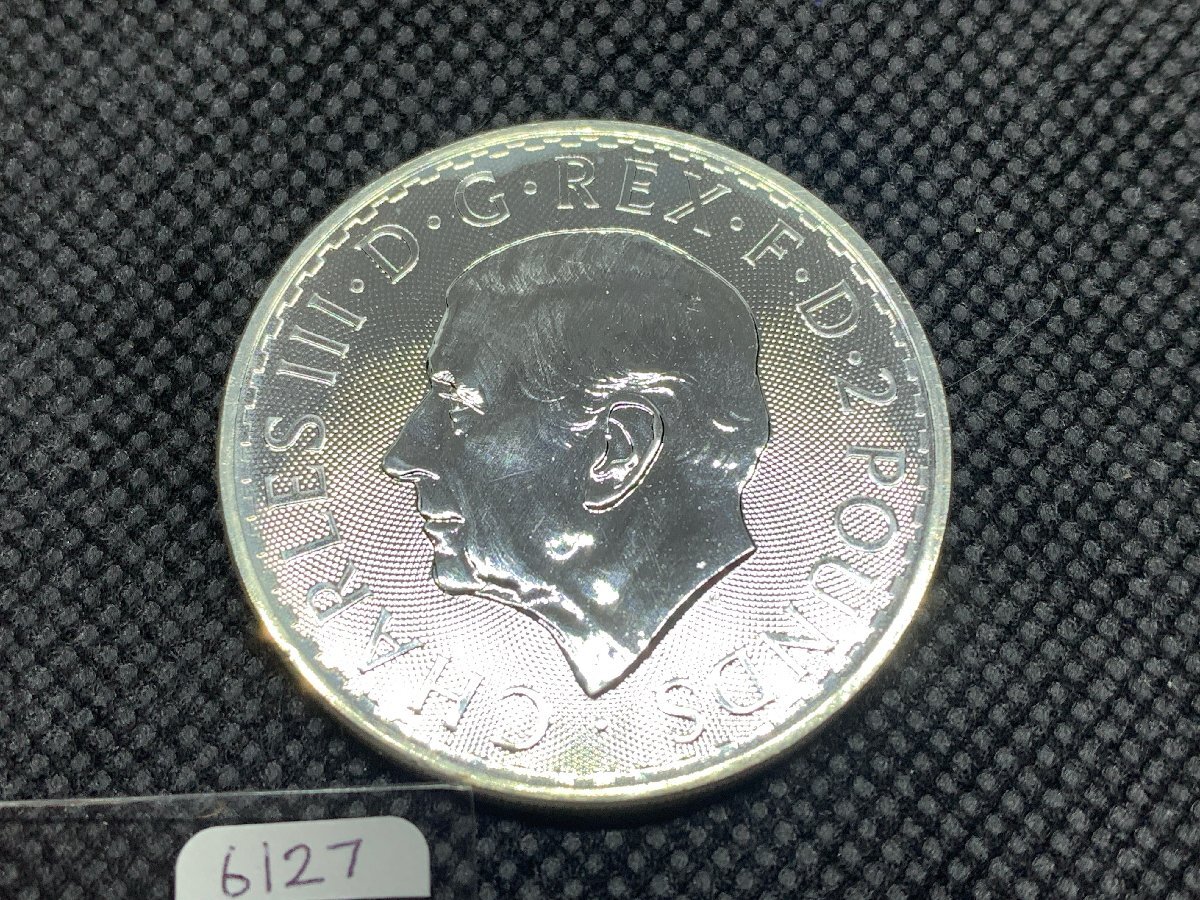 CHARLES III · D · G · REX · F · D · 2 POUNDS ·
6127